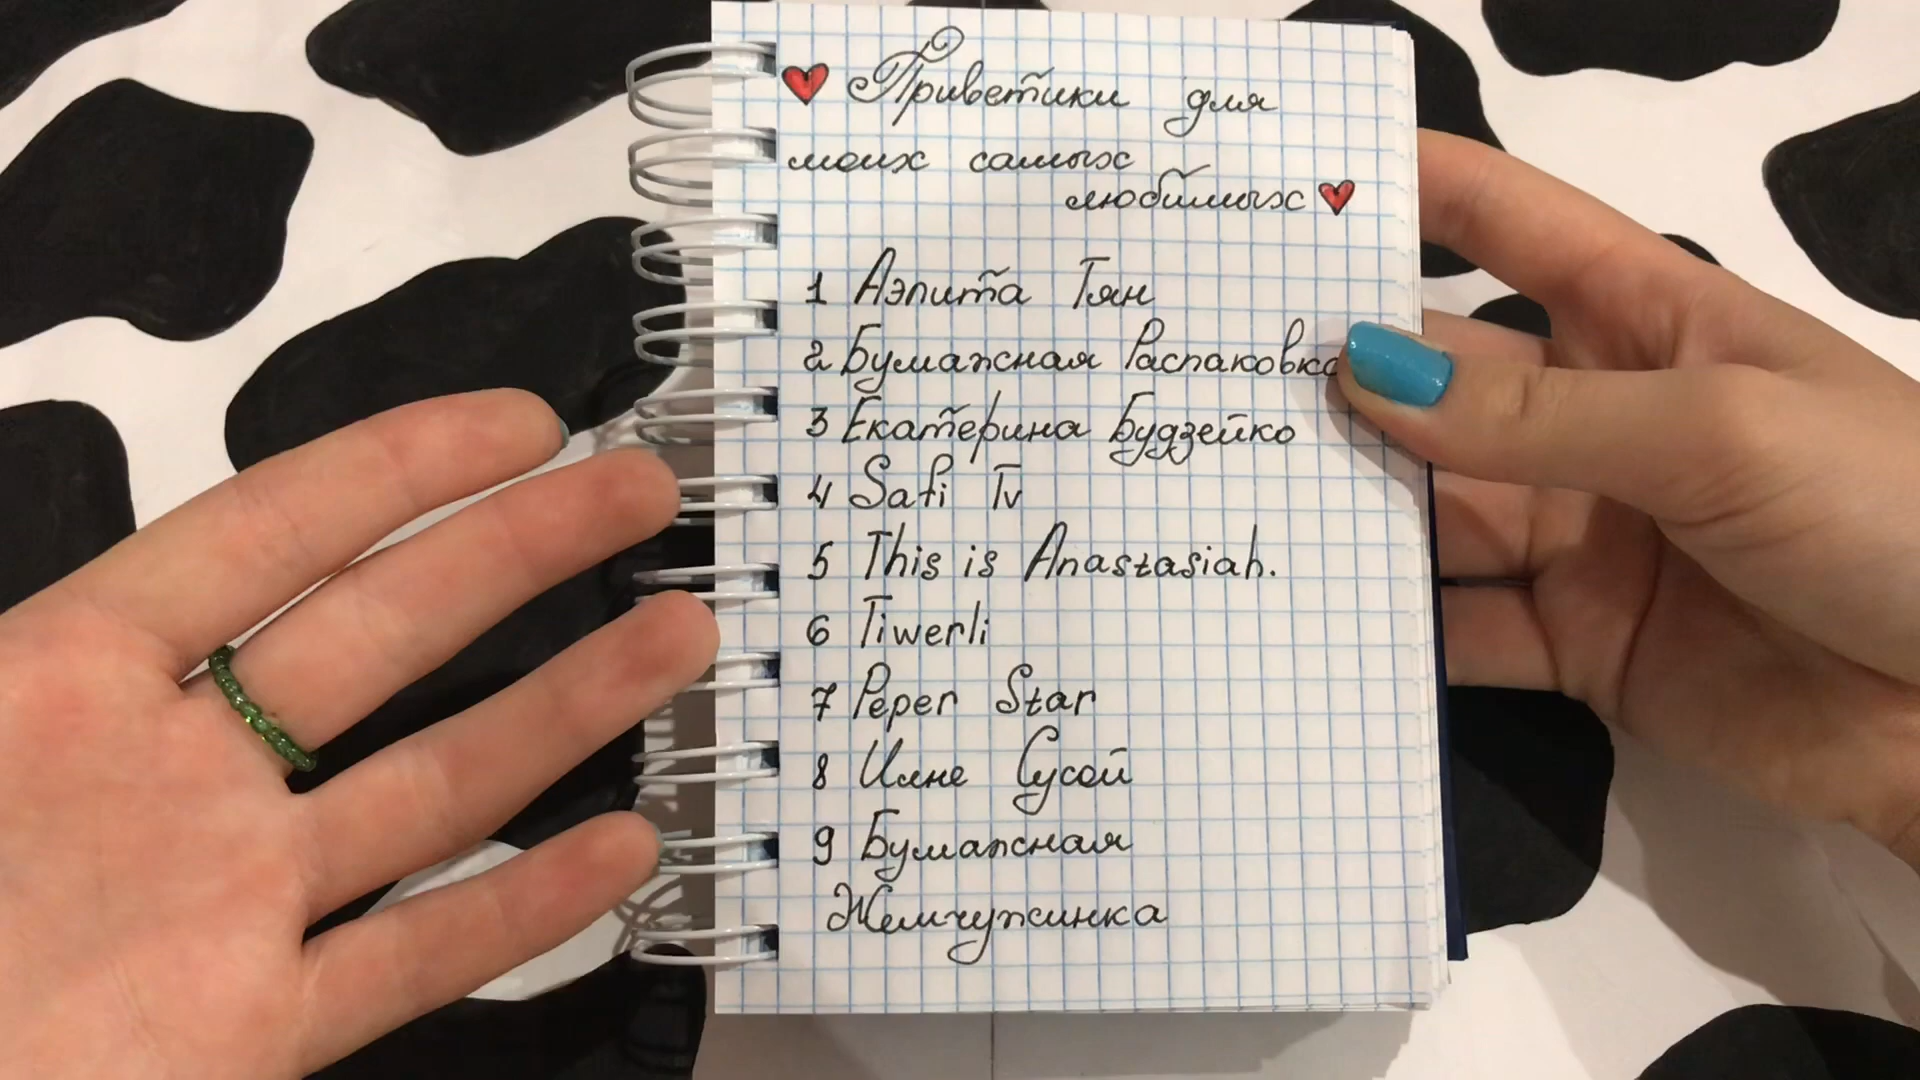 Приветики для
моих самых
любимых
1 Аэпита Тян
2 Бумажная Распаковка
3 Екатерина Будзейко
4 Safi Tv
5 This is Anastasiah.
6 Tiwerli
7 Peper Star
8 Илне Сусой
9 Бумажная
Жемчужинка